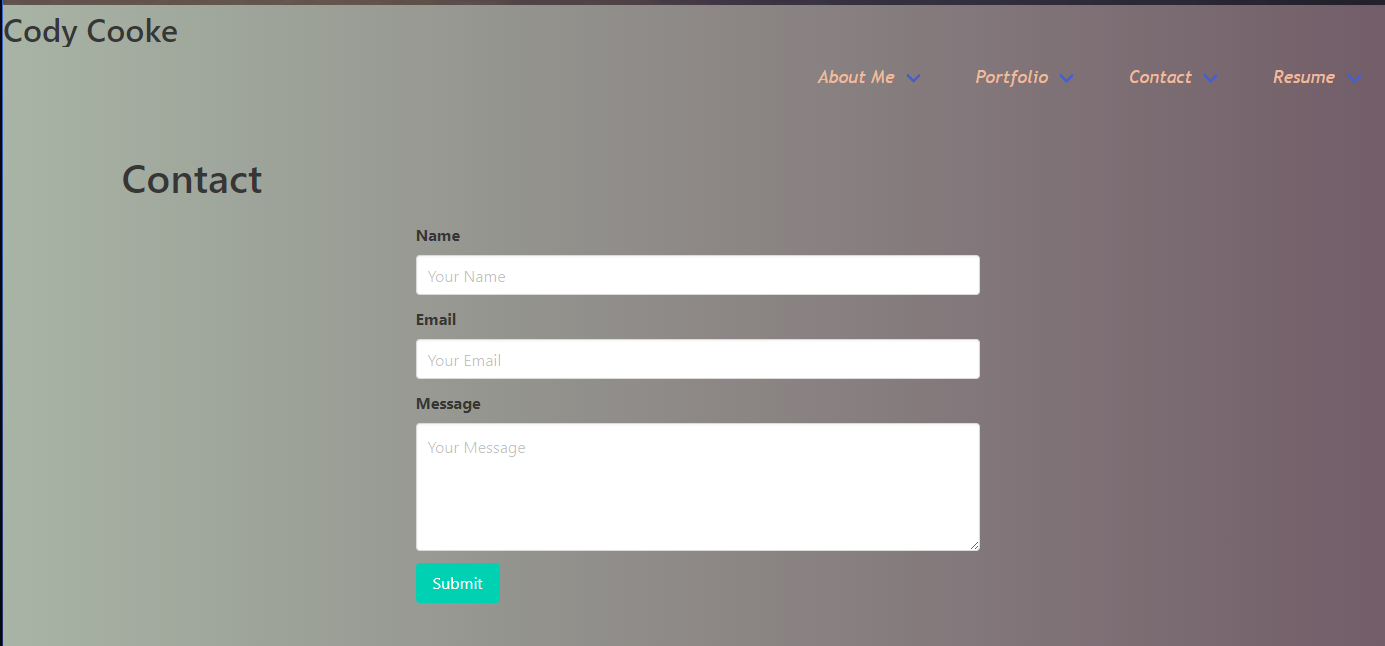 Cody Cooke
About Me Portfolio Contact Resume
Contact
Name
Your Name
Email
Your Email
Message
Your Message
Submit